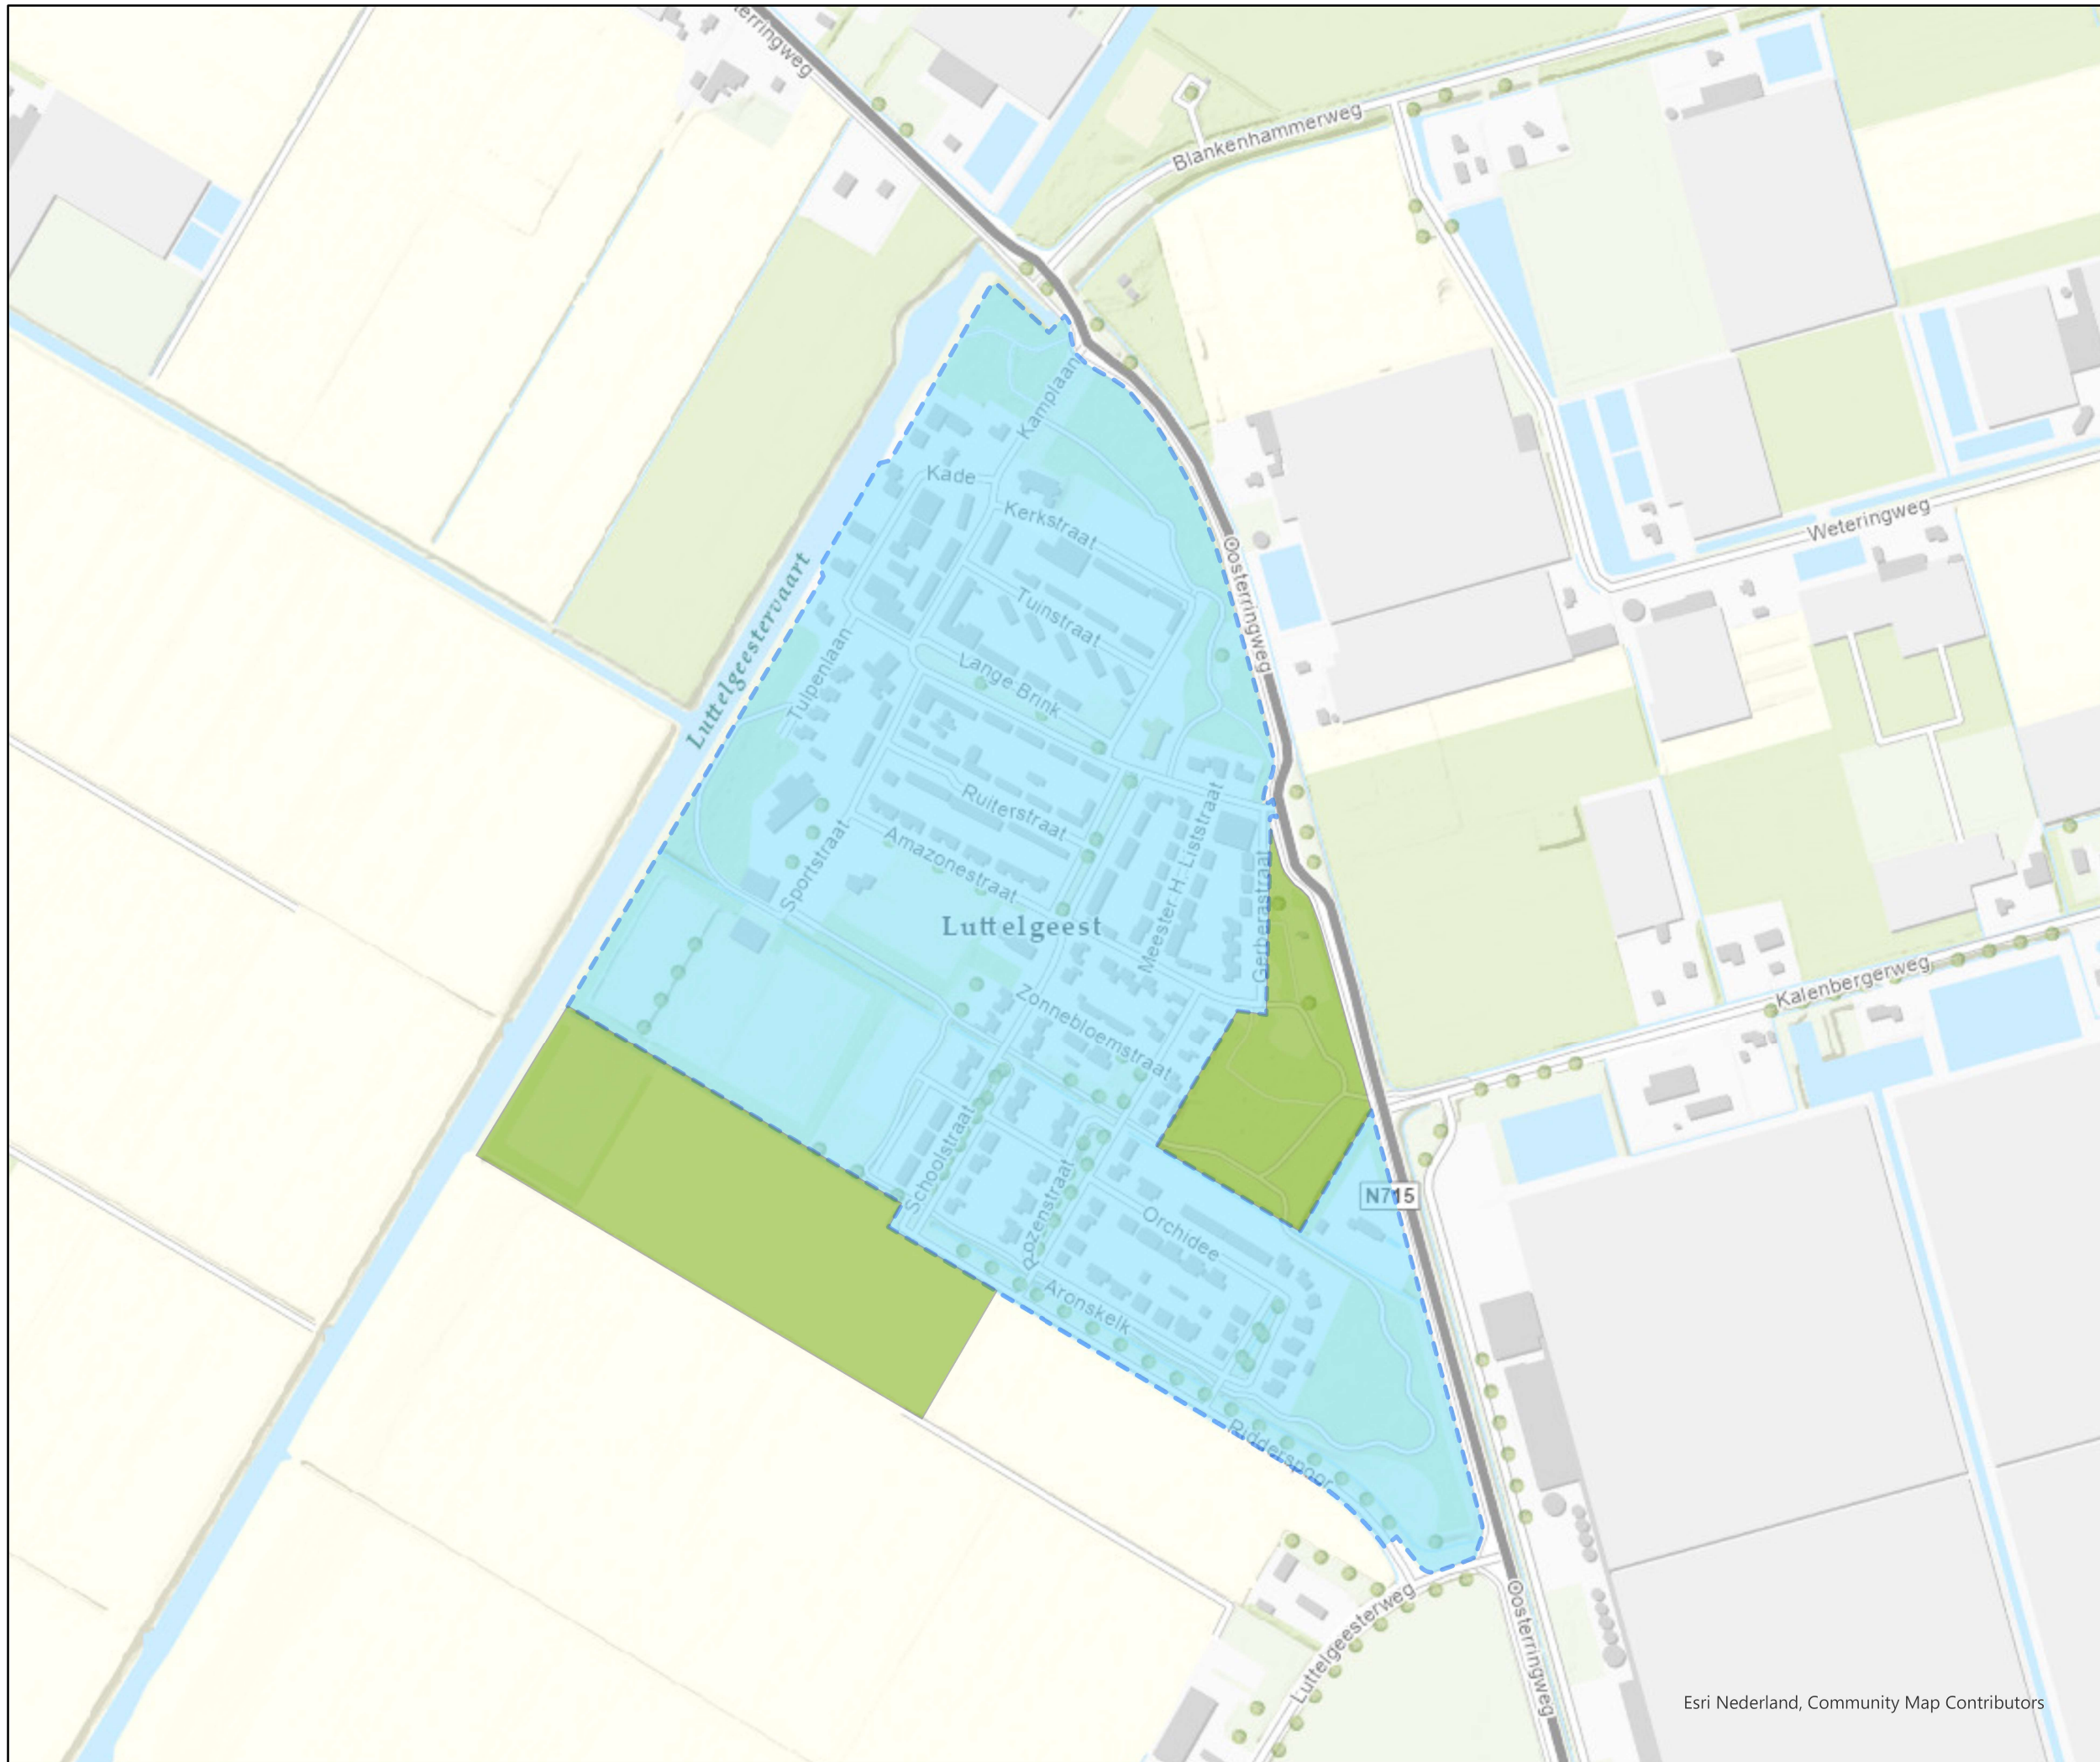 erringweg
Blankenhammerweg
Kamplaan
Kade
Kerkstraat
Weteringweg
Oosterringweg
Luttelgeestervaart
Tuinstraat
Tulpenlaan
Lange Brink
Ruiterstraat
Meester H. Liststraat
Sportstraat
Amazonestraat
Gerberastraat
Luttelgeest
Kalenbergerweg
Zonnebloemstraat
Schoolstraat
Rozenstraat
N715
Orchidee
Aronskelk
Ridderspoor
Luttelgeesterweg
Oosterringweg
Esri Nederland, Community Map Contributors